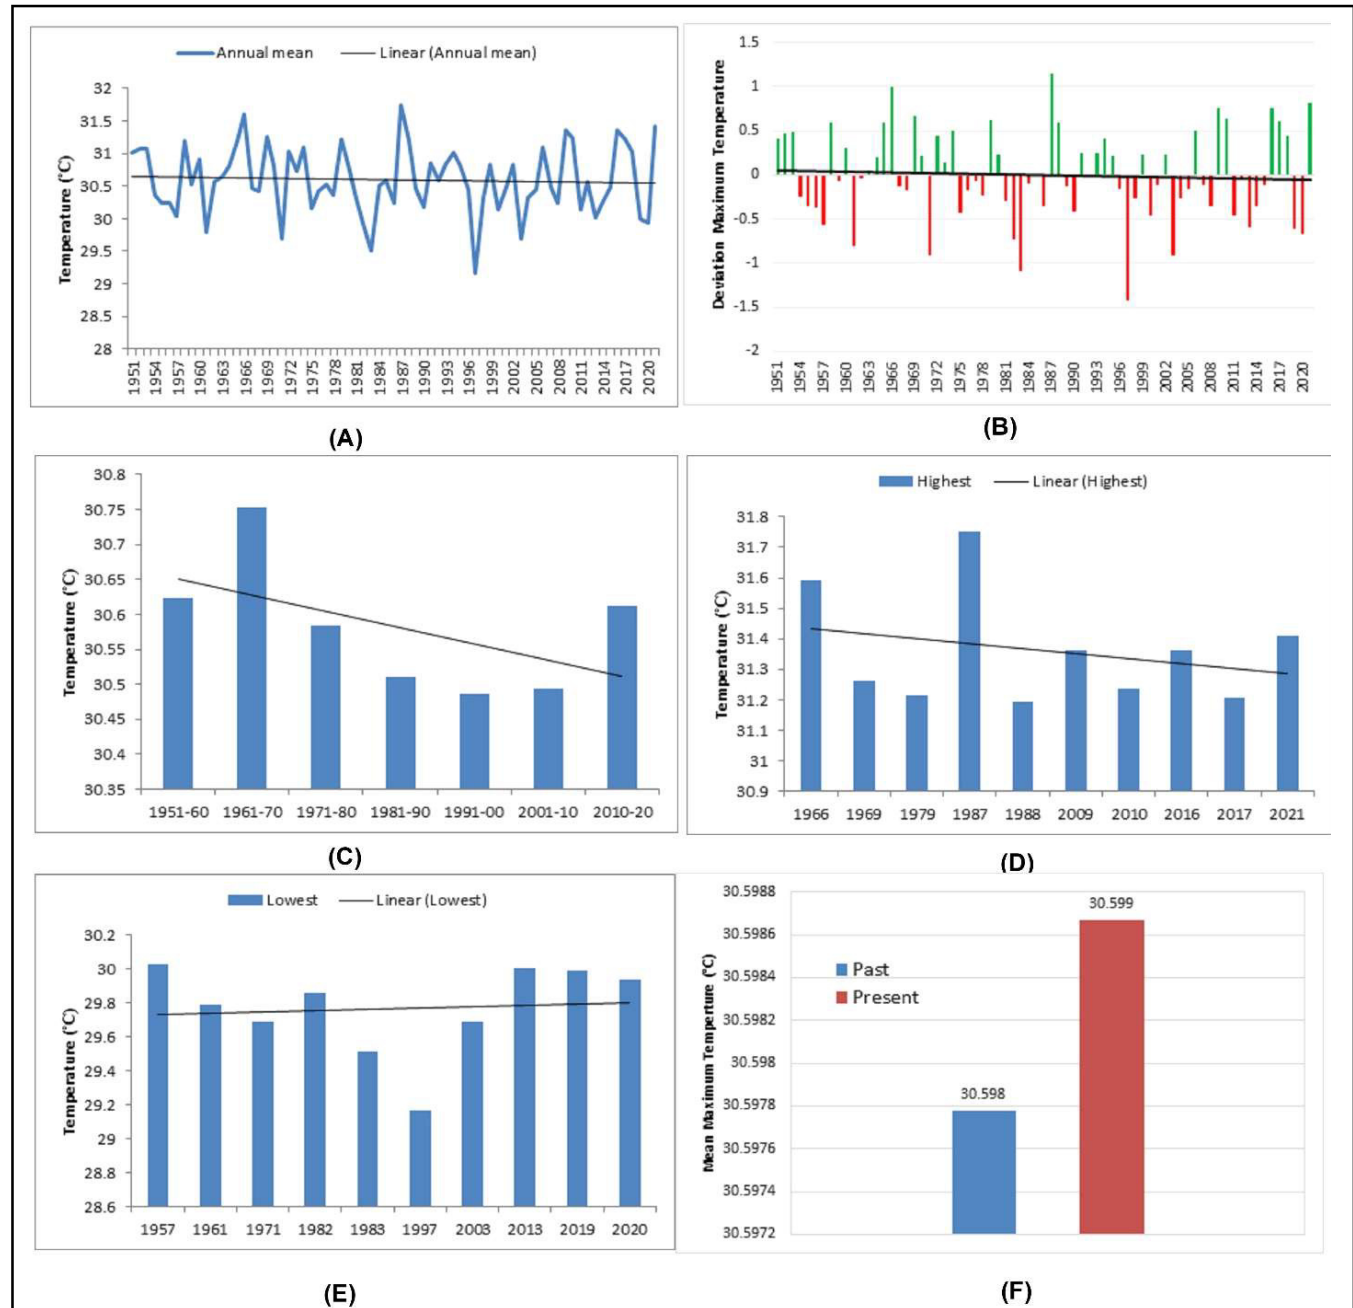 Annual mean Linear (Annual mean)
Temperature (°C)
32
31.5
31
30.5
30
29.5
29
28.5
28
1951 1954 1957 1960 1963 1966 1969 1972 1975 1978 1981 1984 1987 1990 1993 1996 1999 2002 2005 2008 2011 2014 2017 2020
(A)
Deviation Maximum Temperature
1.5
1
0.5
0
-0.5
-1
-1.5
-2
1951 1954 1957 1960 1963 1966 1969 1972 1975 1978 1981 1984 1987 1990 1993 1996 1999 2002 2005 2008 2011 2014 2017 2020
(B)
Temperature (°C)
30.8
30.75
30.7
30.65
30.6
30.55
30.5
30.45
30.4
30.35
1951-60 1961-70 1971-80 1981-90 1991-00 2001-10 2010-20
(C)
Highest Linear (Highest)
Temperature (°C)
31.8
31.7
31.6
31.5
31.4
31.3
31.2
31.1
31
30.9
1966 1969 1979 1987 1988 2009 2010 2016 2017 2021
(D)
Lowest Linear (Lowest)
Temperature (°C)
30.2
30
29.8
29.6
29.4
29.2
29
28.8
28.6
1957 1961 1971 1982 1983 1997 2003 2013 2019 2020
(E)
Mean Maximum Temperture (°C)
30.5988
30.5986
30.5984
30.5982
30.598
30.5978
30.5976
30.5974
30.5972
Past
Present
30.598
30.599
(F)